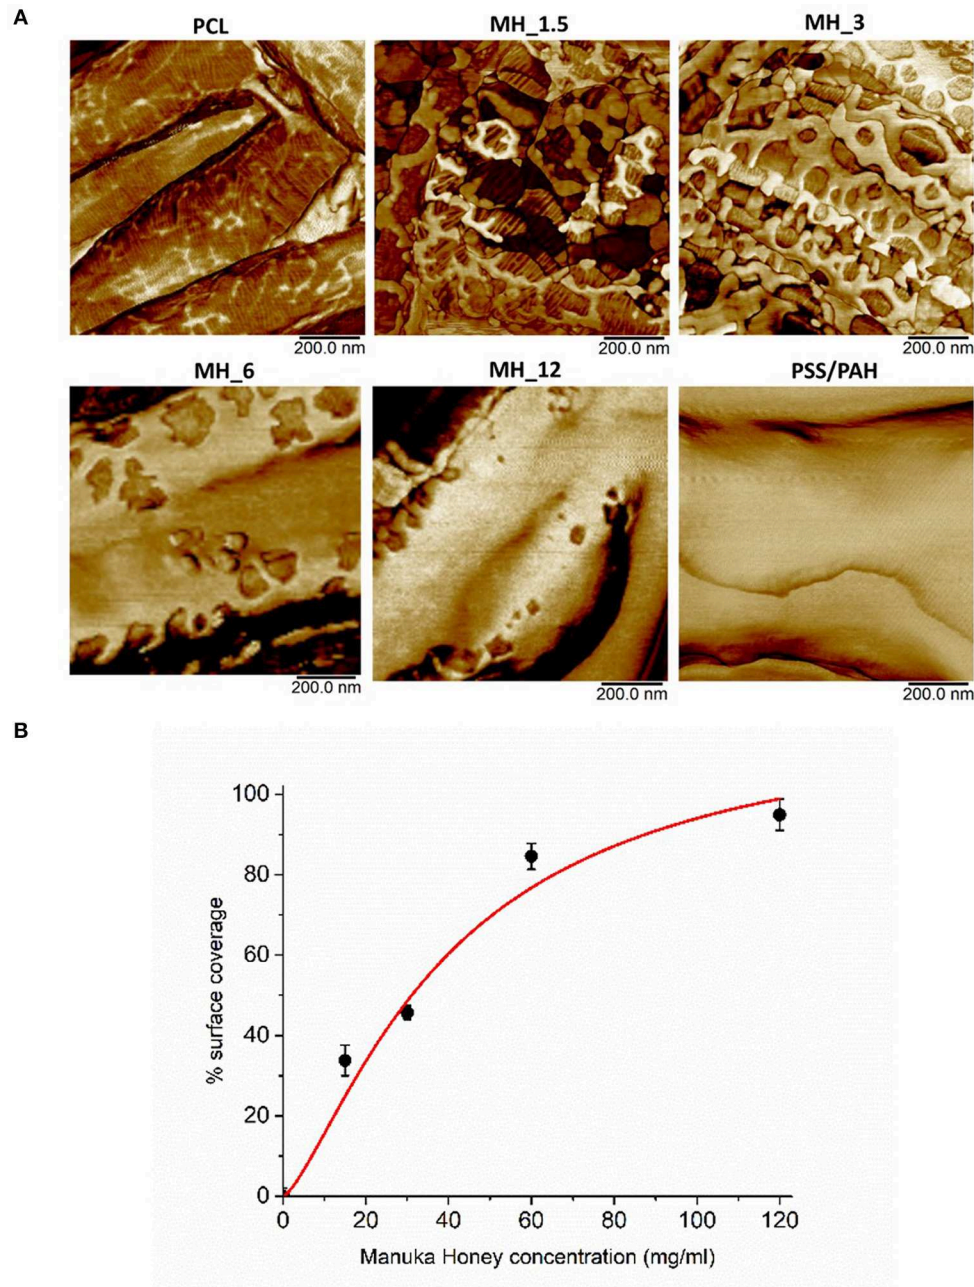 A
PCL
MH_1.5
MH_3
200.0 nm
200.0 nm
200.0 nm
MH_6
MH_12
PSS/PAH
200.0 nm
200.0 nm
200.0 nm
B
100
80
60
40
20
0
% surface coverage
0 20 40 60 80 100 120
Manuka Honey concentration (mg/ml)